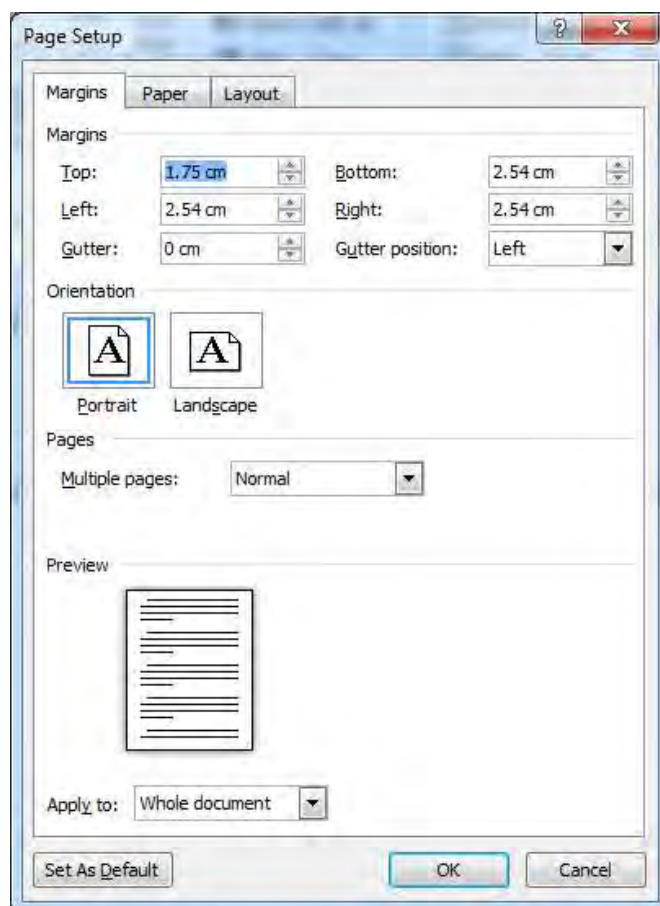 Page Setup
Margins Paper Layout
Margins
Top: 1.75 cm Bottom: 2.54 cm
Left: 2.54 cm Right: 2.54 cm
Gutter: 0 cm Gutter position: Left
Orientation
A A
Portrait Landscape
Pages
Multiple pages: Normal
Preview
Apply to: Whole document
Set As Default OK Cancel